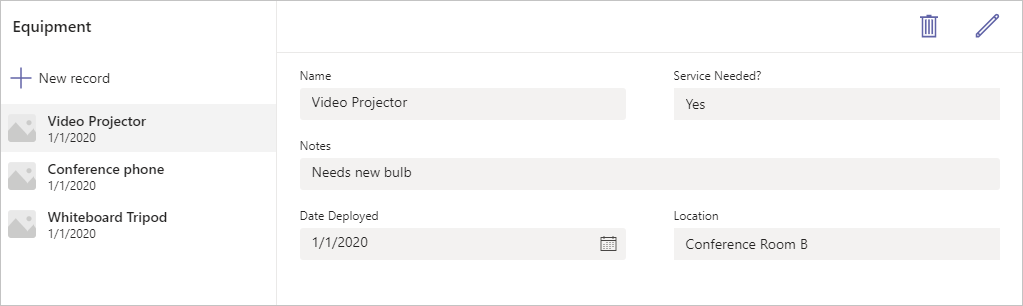 Equipment
New record
Video Projector
1/1/2020
Conference phone
1/1/2020
Whiteboard Tripod
1/1/2020
Name
Service Needed?
Video Projector
Yes
Notes
Needs new bulb
Date Deployed
Location
1/1/2020
Conference Room B